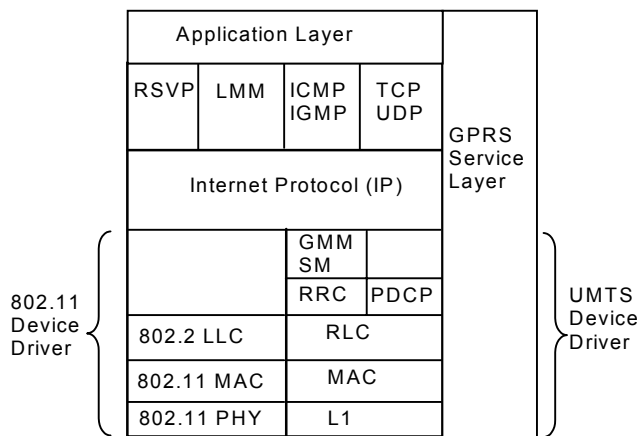 Application Layer
RSVP
LMM
ICMP
IGMP
TCP
UDP
GPRS
Service
Layer
Internet Protocol (IP)
GMM
SM
RRC
PDCP
802.11
Device
Driver
UMTS
Device
Driver
802.2 LLC
RLC
802.11 MAC
MAC
802.11 PHY
L1